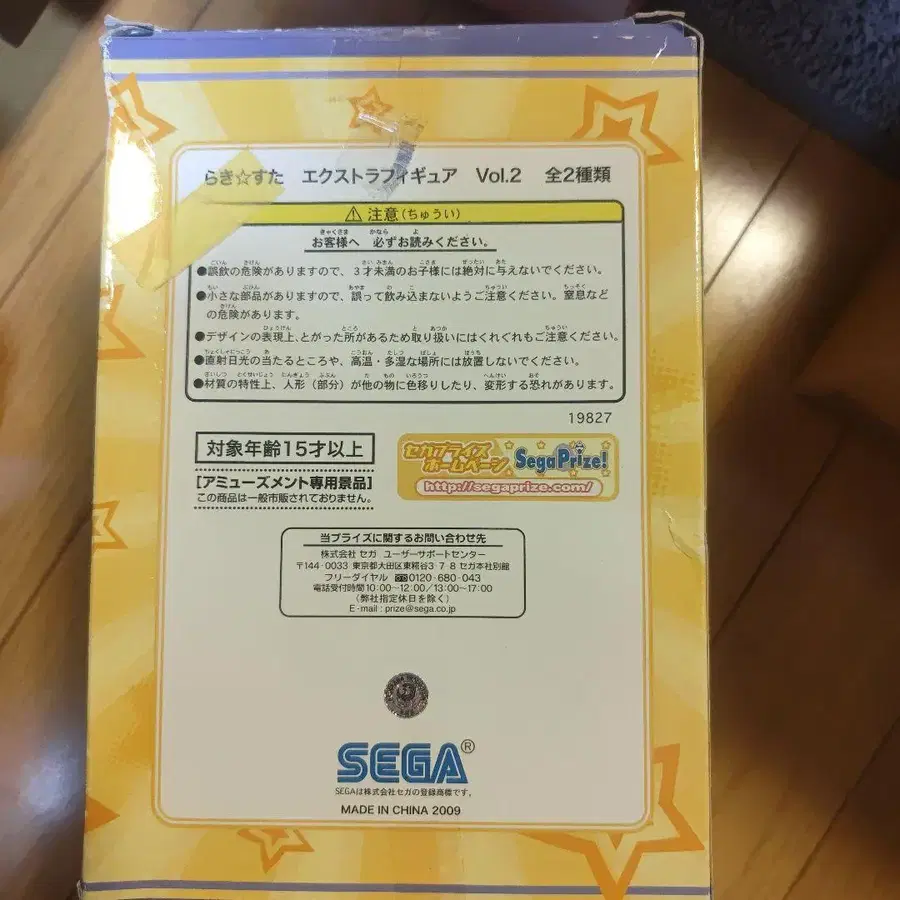 らき☆すた エクストラフィギュア Vol.2 全2種類
⚠ 注意(ちゅうい)
お客様へ 必ずお読みください。
●誤飲の危険がありますので、3才未満のお子様には絶対に与えないでください。
●小さな部品がありますので、誤って飲み込まないようご注意ください。窒息など
の危険があります。
●デザインの表現上、とがった所があるため取り扱いにはくれぐれもご注意ください。
●直射日光の当たるところや、高温・多湿な場所には放置しないでください。
●材質の特性上、人形(部分)が他の物に色移りしたり、変形する恐れがあります。
19827
対象年齢15才以上
[アミューズメント専用景品]
この商品は一般市販されておりません。
セガプライズ
ホームページ
SegaPrize!
http://segaprize.com/
当プライズに関するお問い合わせ先
株式会社 セガ ユーザーサポートセンター
〒144-0033 東京都大田区東糀谷3-7-8 セガ本社別館
フリーダイヤル 0120-680-043
電話受付時間 10:00~12:00/13:00~17:00
(弊社指定休日を除く)
E-mail : prize@sega.co.jp
SEGA®
SEGAは株式会社セガの登録商標です。
MADE IN CHINA 2009